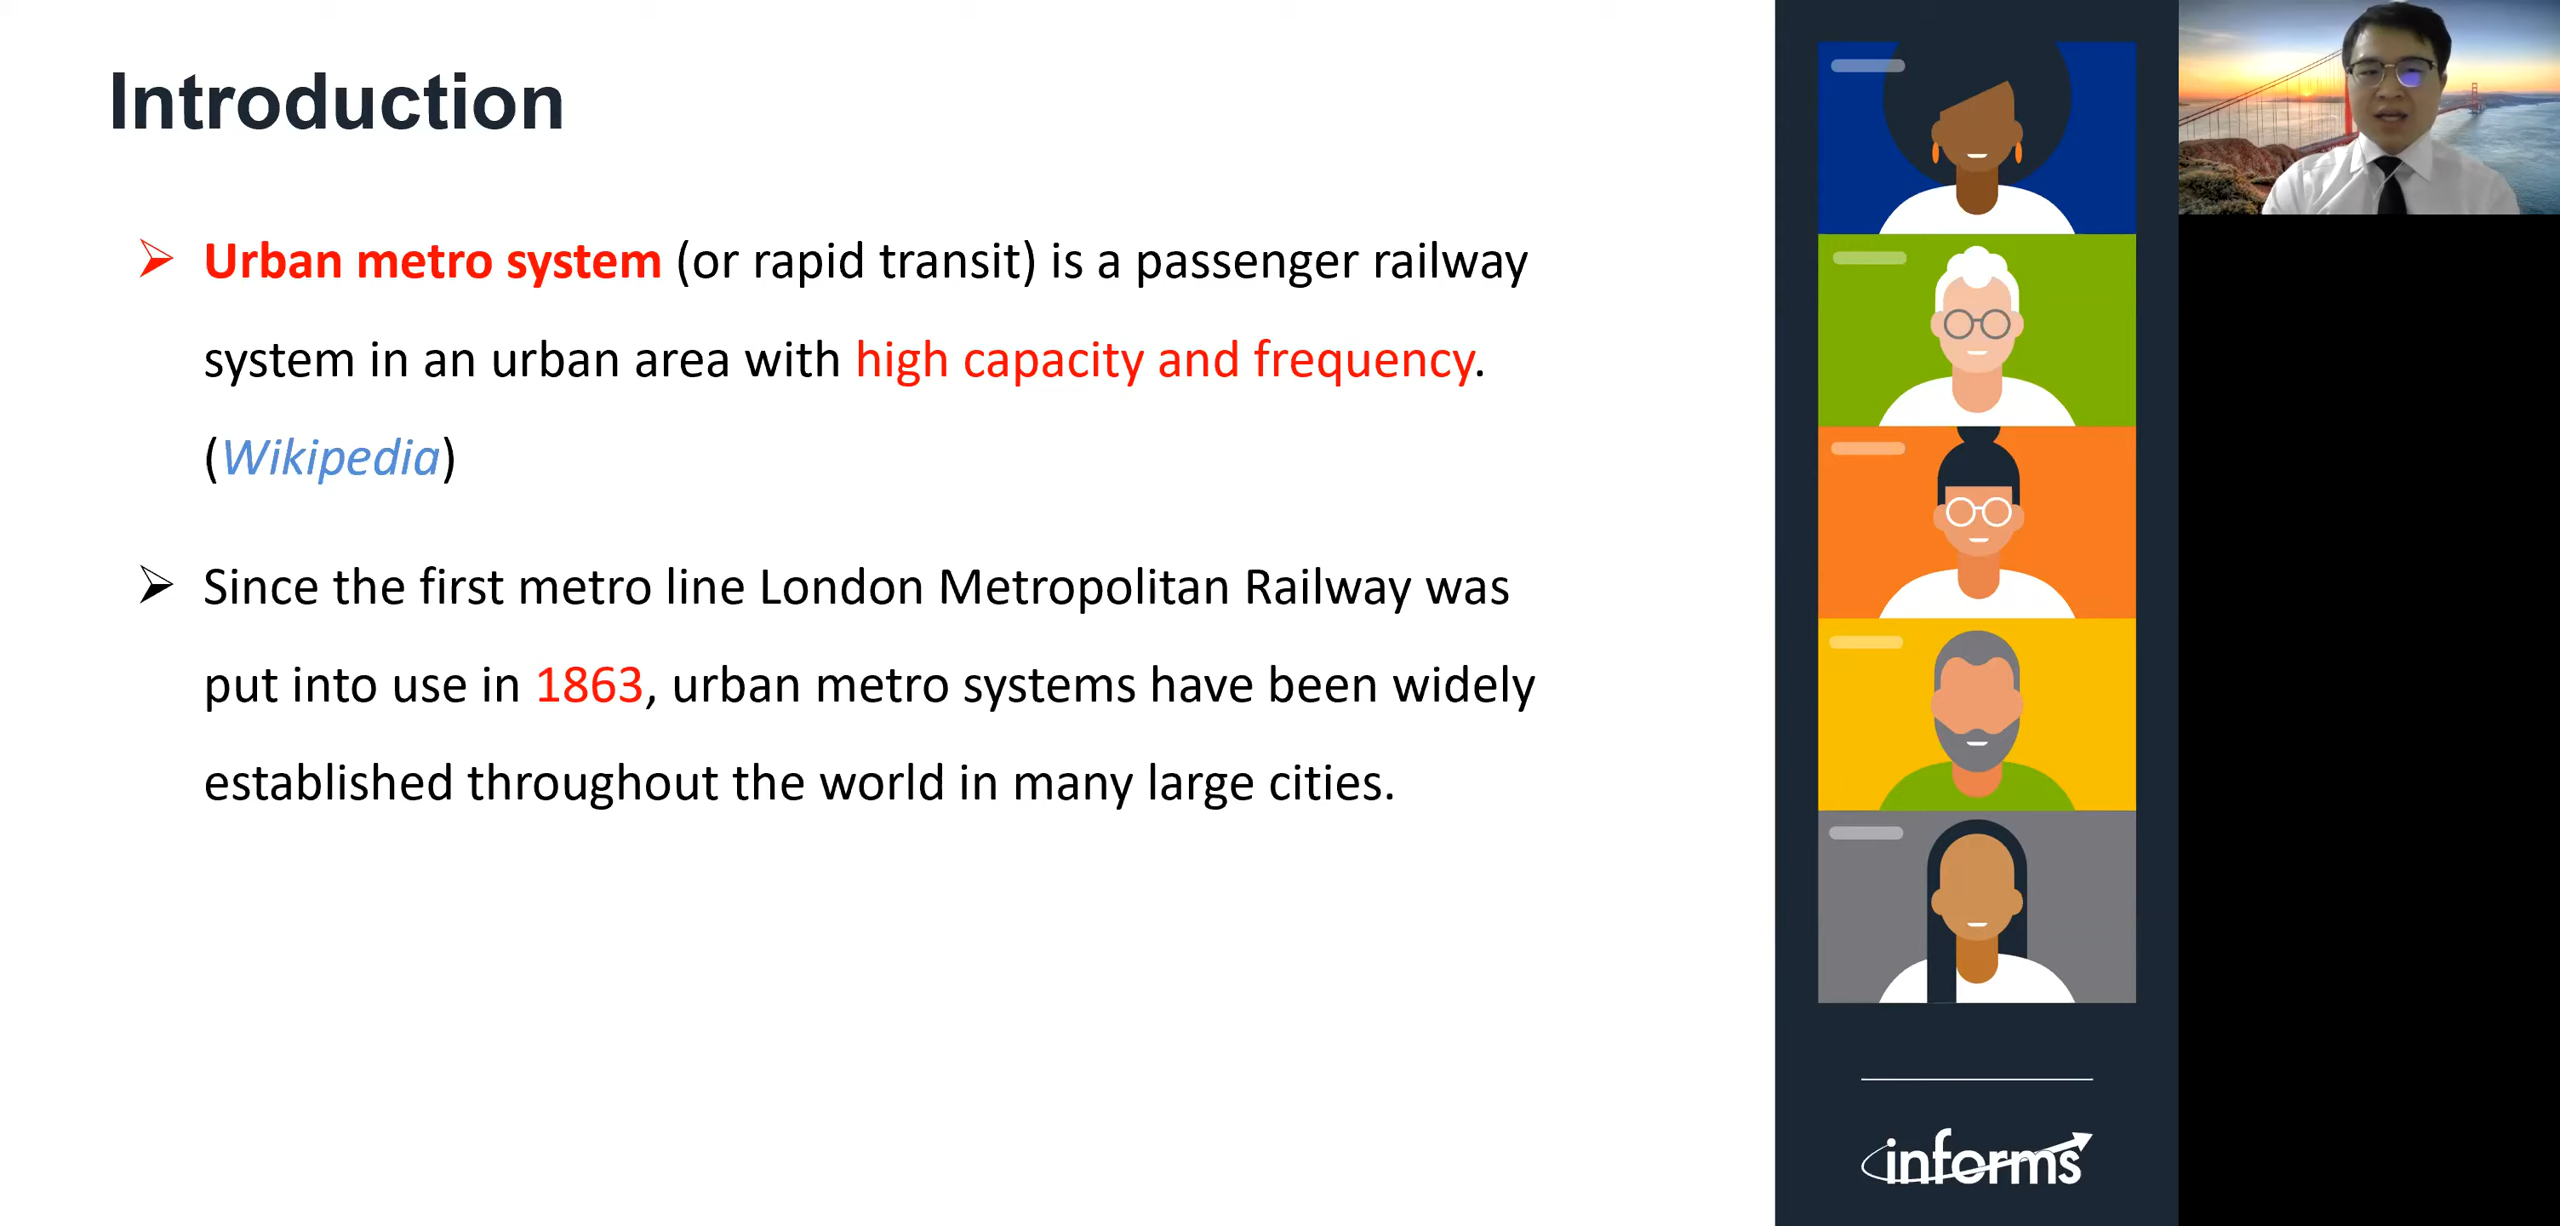 Introduction
➢ Urban metro system (or rapid transit) is a passenger railway
system in an urban area with high capacity and frequency.
(Wikipedia)
➢ Since the first metro line London Metropolitan Railway was
put into use in 1863, urban metro systems have been widely
established throughout the world in many large cities.
informs